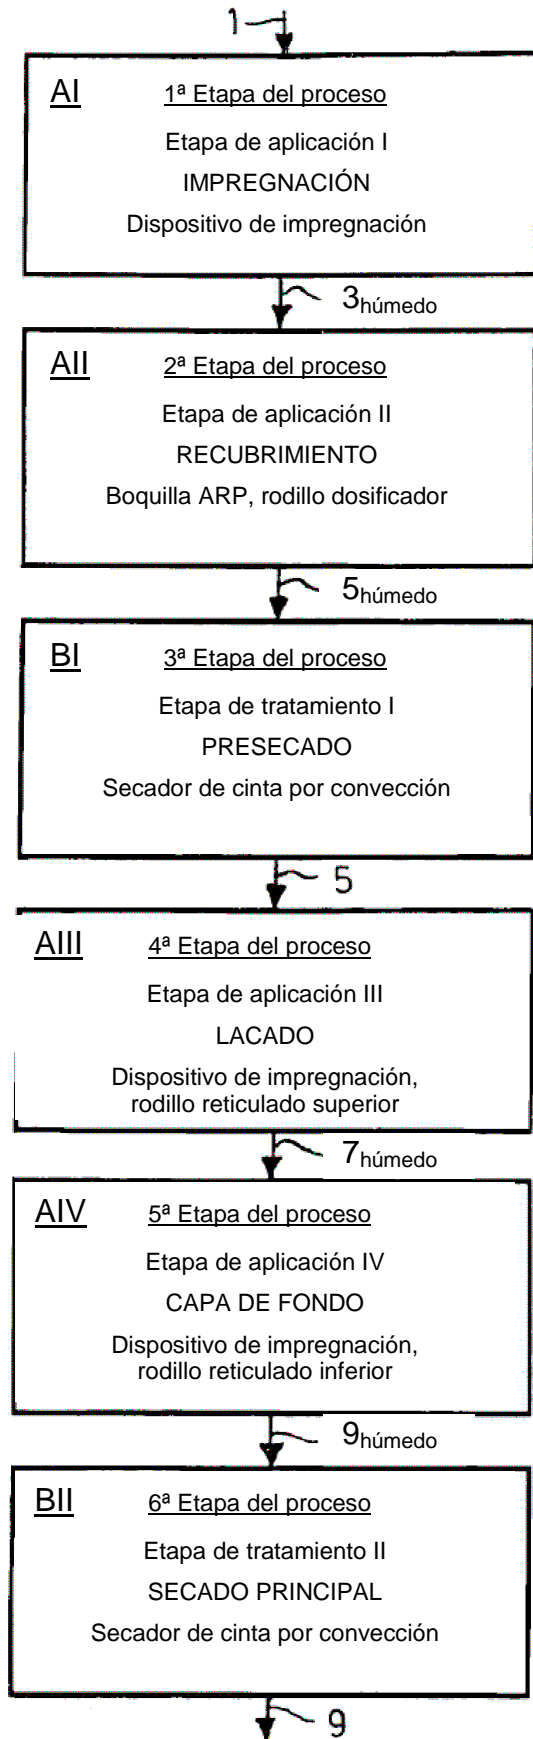 1
AI 1ª Etapa del proceso
Etapa de aplicación I
IMPREGNACIÓN
Dispositivo de impregnación
3húmedo
AII 2ª Etapa del proceso
Etapa de aplicación II
RECUBRIMIENTO
Boquilla ARP, rodillo dosificador
5húmedo
BI 3ª Etapa del proceso
Etapa de tratamiento I
PRESECADO
Secador de cinta por convección
5
AIII 4ª Etapa del proceso
Etapa de aplicación III
LACADO
Dispositivo de impregnación,
rodillo reticulado superior
7húmedo
AIV 5ª Etapa del proceso
Etapa de aplicación IV
CAPA DE FONDO
Dispositivo de impregnación,
rodillo reticulado inferior
9húmedo
BII 6ª Etapa del proceso
Etapa de tratamiento II
SECADO PRINCIPAL
Secador de cinta por convección
9